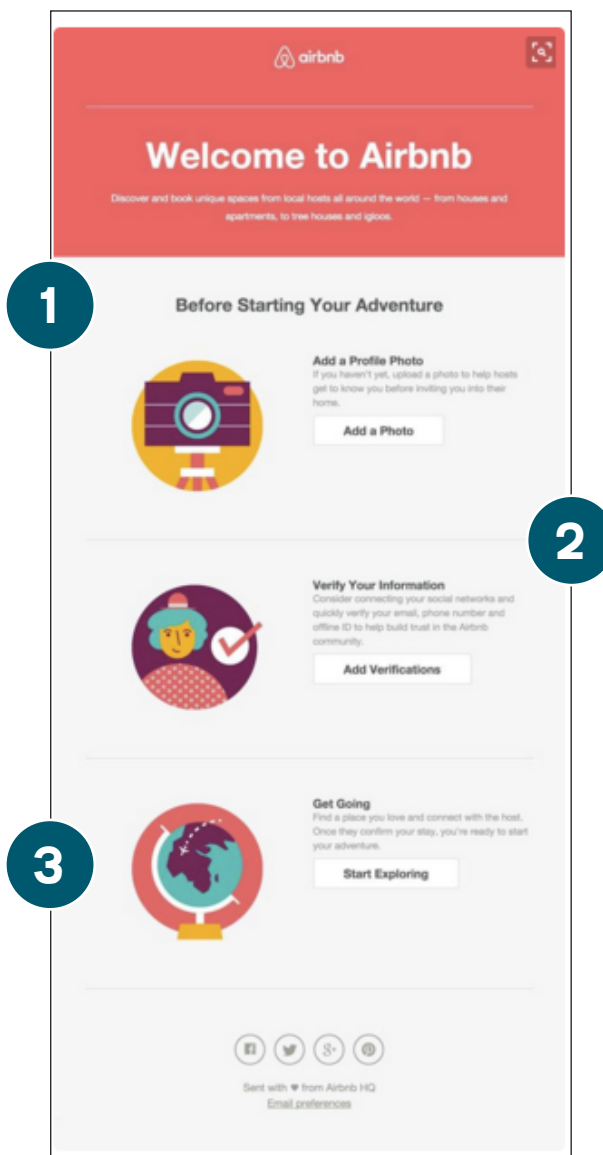 airbnb
Welcome to Airbnb
Discover and book unique spaces from local hosts all around the world — from houses and
apartments, to tree houses and igloos.
1
Before Starting Your Adventure
Add a Profile Photo
If you haven't yet, upload a photo to help hosts
get to know you before inviting you into their
home.
Add a Photo
2
Verify Your Information
Consider connecting your social networks and
quickly verify your email, phone number and
offline ID to help build trust in the Airbnb
community.
Add Verifications
3
Get Going
Find a place you love and connect with the host.
Once they confirm your stay, you're ready to start
your adventure.
Start Exploring
Sent with ♥ from Airbnb HQ
Email preferences